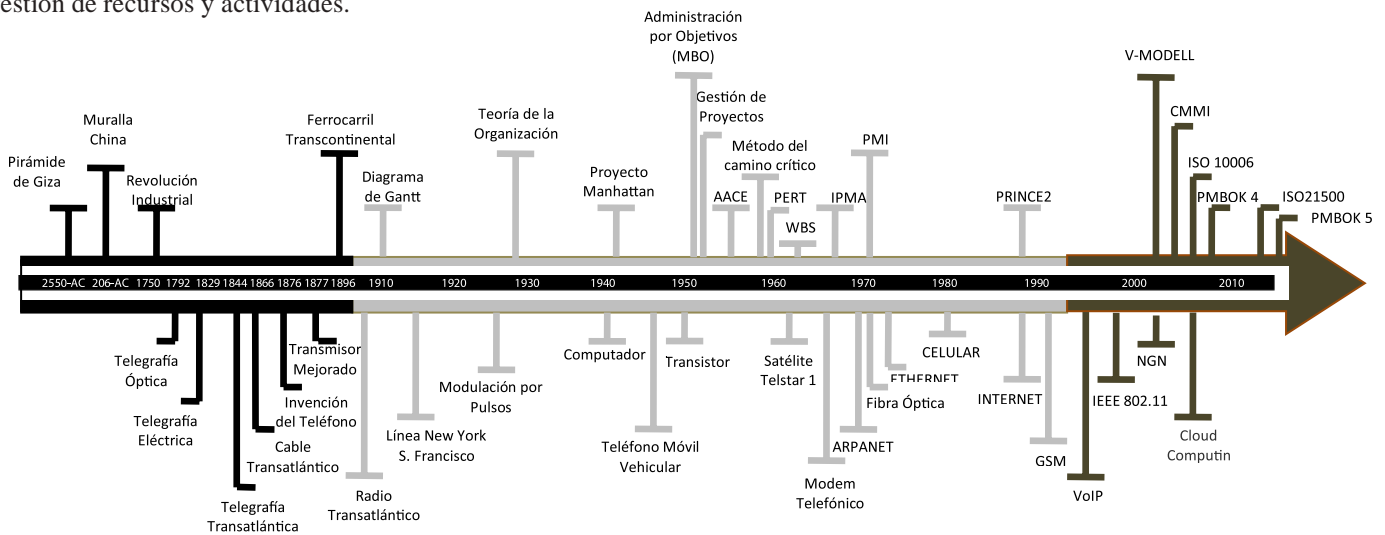 estión de recursos y actividades.
Administración
por Objetivos
(MBO)
V-MODELL
Gestión de
Proyectos
CMMI
Muralla
China
Ferrocarril
Transcontinental
Teoría de la
Organización
Método del
camino crítico
PMI
Pirámide
de Giza
Revolución
Industrial
Diagrama
de Gantt
Proyecto
Manhattan
AACE
PERT
WBS
IPMA
PRINCE2
ISO 10006
PMBOK 4
ISO21500
PMBOK 5
2550-AC 206-AC 1750 1792 1829 1844 1866 1876 1877 1896 1910 1920 1930 1940 1950 1960 1970 1980 1990 2000 2010
Telegrafía
Óptica
Telegrafía
Eléctrica
Telegrafía
Transatlántica
Cable
Transatlántico
Invención
del Teléfono
Transmisor
Mejorado
Radio
Transatlántico
Línea New York
S. Francisco
Modulación por
Pulsos
Computador
Teléfono Móvil
Vehicular
Transistor
Satélite
Telstar 1
Modem
Telefónico
ARPANET
Fibra Óptica
ETHERNET
CELULAR
INTERNET
GSM
VoIP
IEEE 802.11
NGN
Cloud
Computin